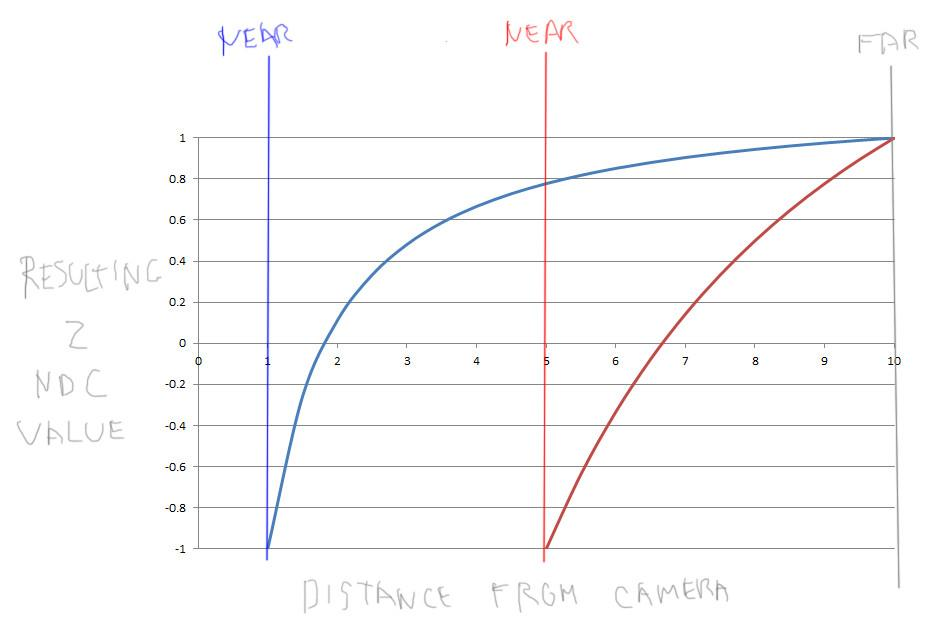 NEAR NEAR FAR
1
0.8
0.6
RESULTING 0.4
0.2
Z 0
0 1 2 3 4 5 6 7 8 9 10
NDC -0.2
VALUE -0.4
-0.6
-0.8
-1
DISTANCE FROM CAMERA